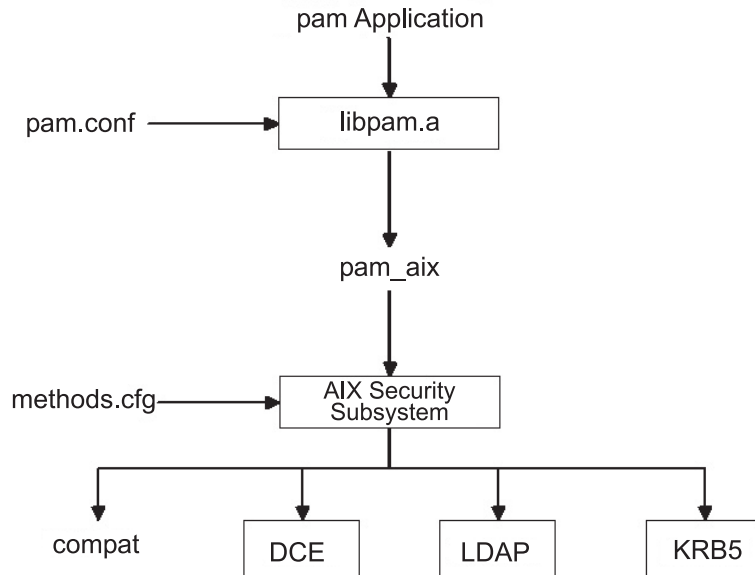 pam Application
pam.conf
libpam.a
pam_aix
methods.cfg
AIX Security
Subsystem
compat
DCE
LDAP
KRB5